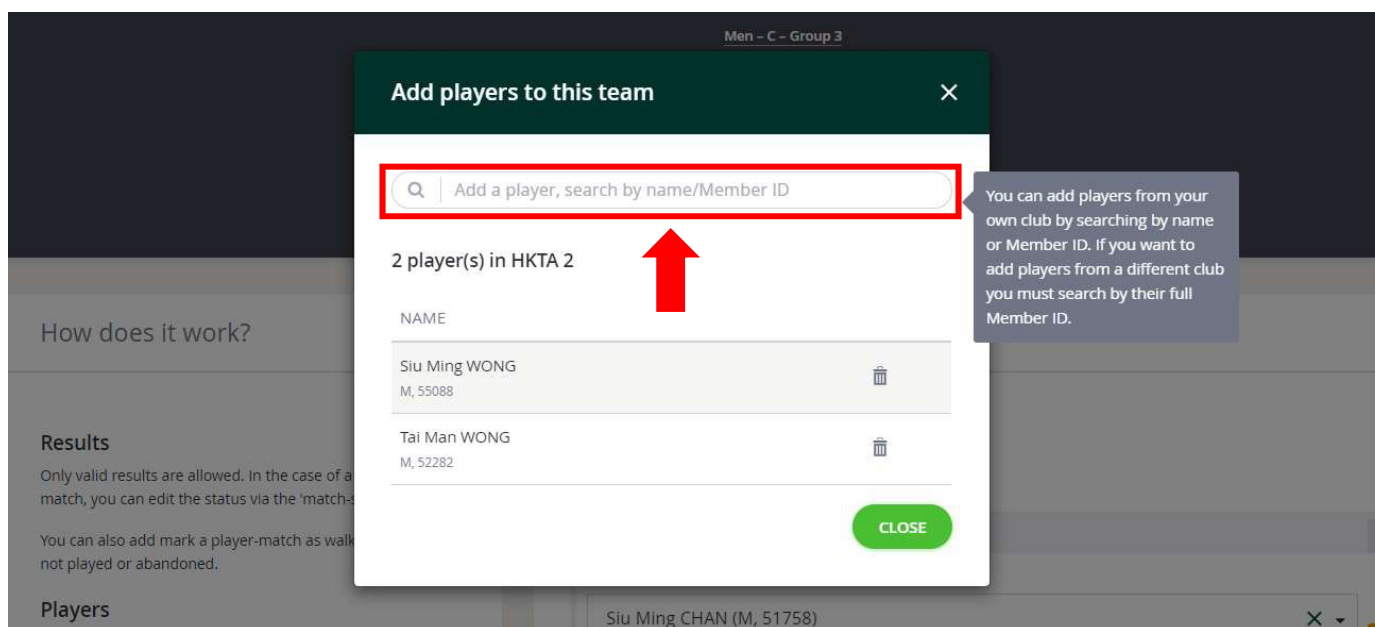 Men – C – Group 3
Add players to this team
Add a player, search by name/Member ID
You can add players from your
own club by searching by name
or Member ID. If you want to
add players from a different club
you must search by their full
Member ID.
2 player(s) in HKTA 2
NAME
Siu Ming WONG
M, 55088
Tai Man WONG
M, 52282
CLOSE
How does it work?
Results
Only valid results are allowed. In the case of a
match, you can edit the status via the 'match-
You can also add mark a player-match as walk
not played or abandoned.
Players
Siu Ming CHAN (M, 51758)